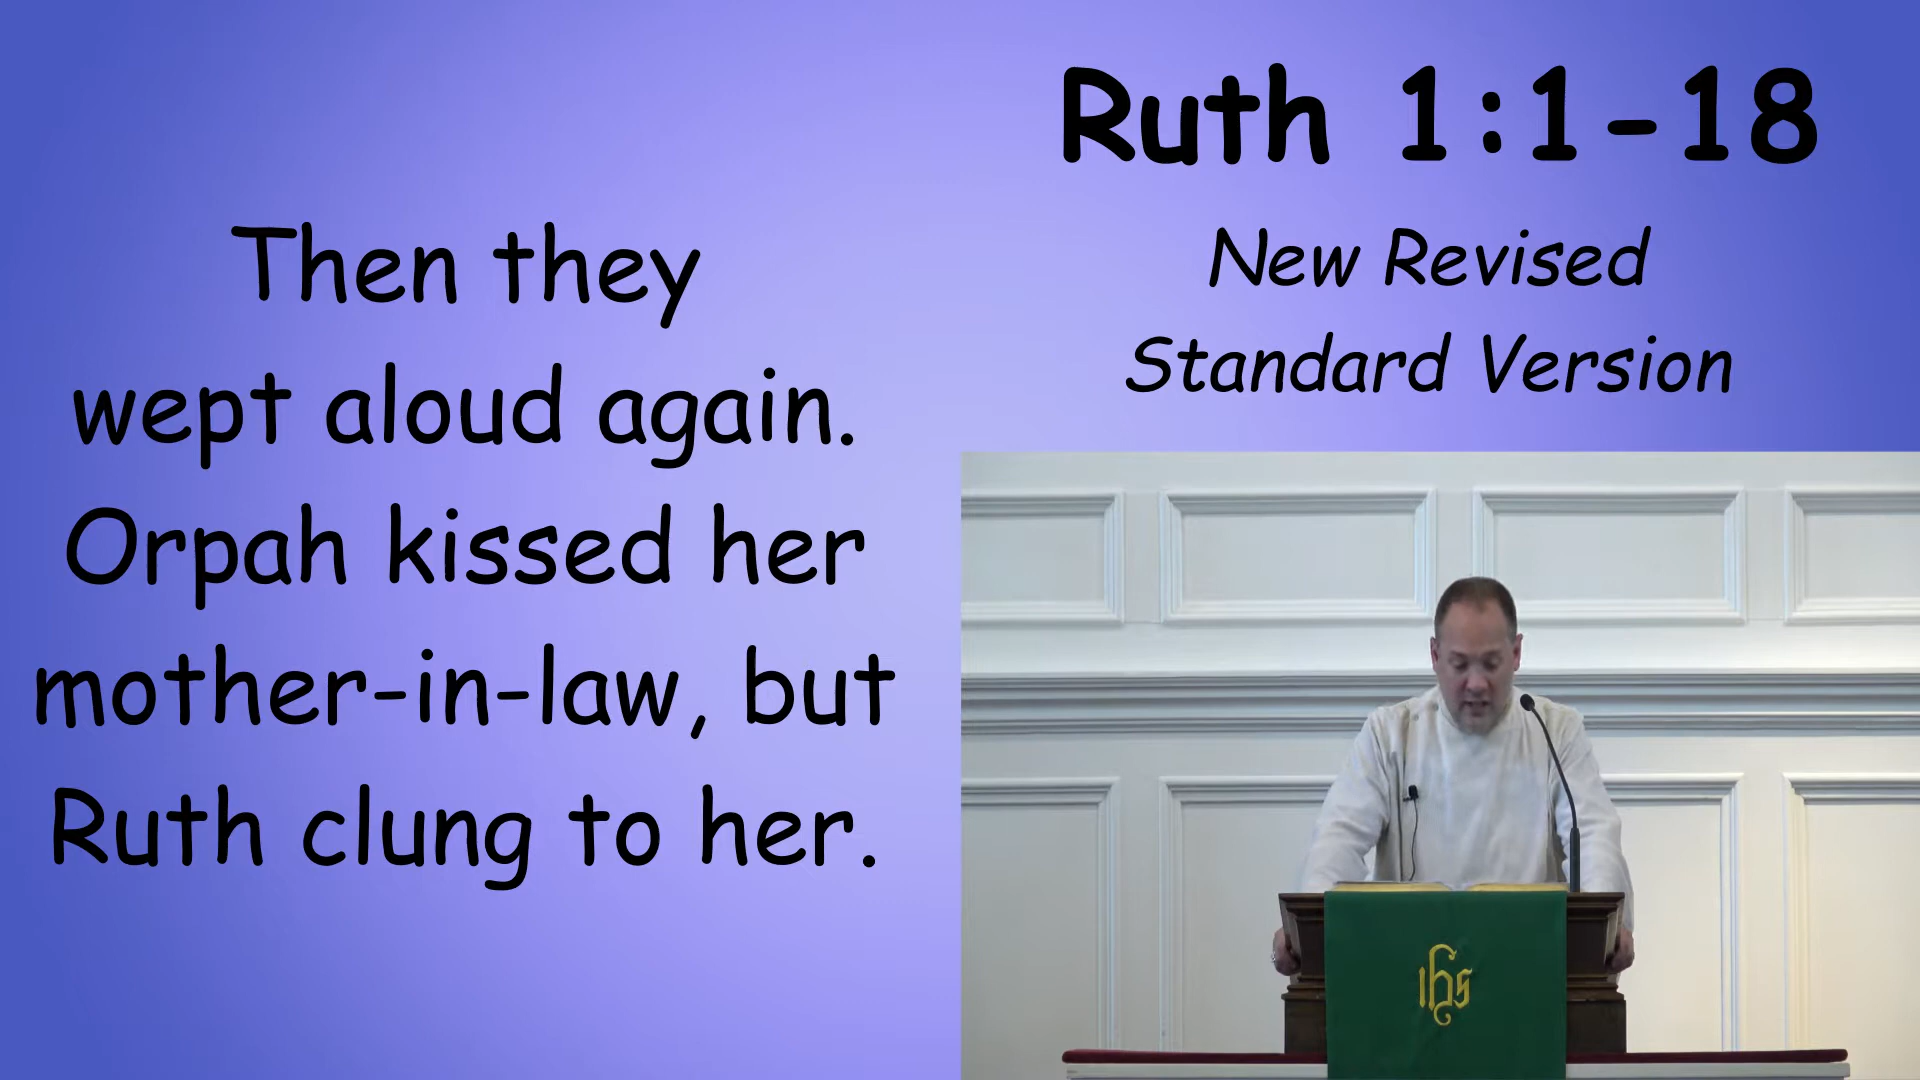 Ruth 1:1-18
New Revised
Standard Version
Then they
wept aloud again.
Orpah kissed her
mother-in-law, but
Ruth clung to her.
ihs